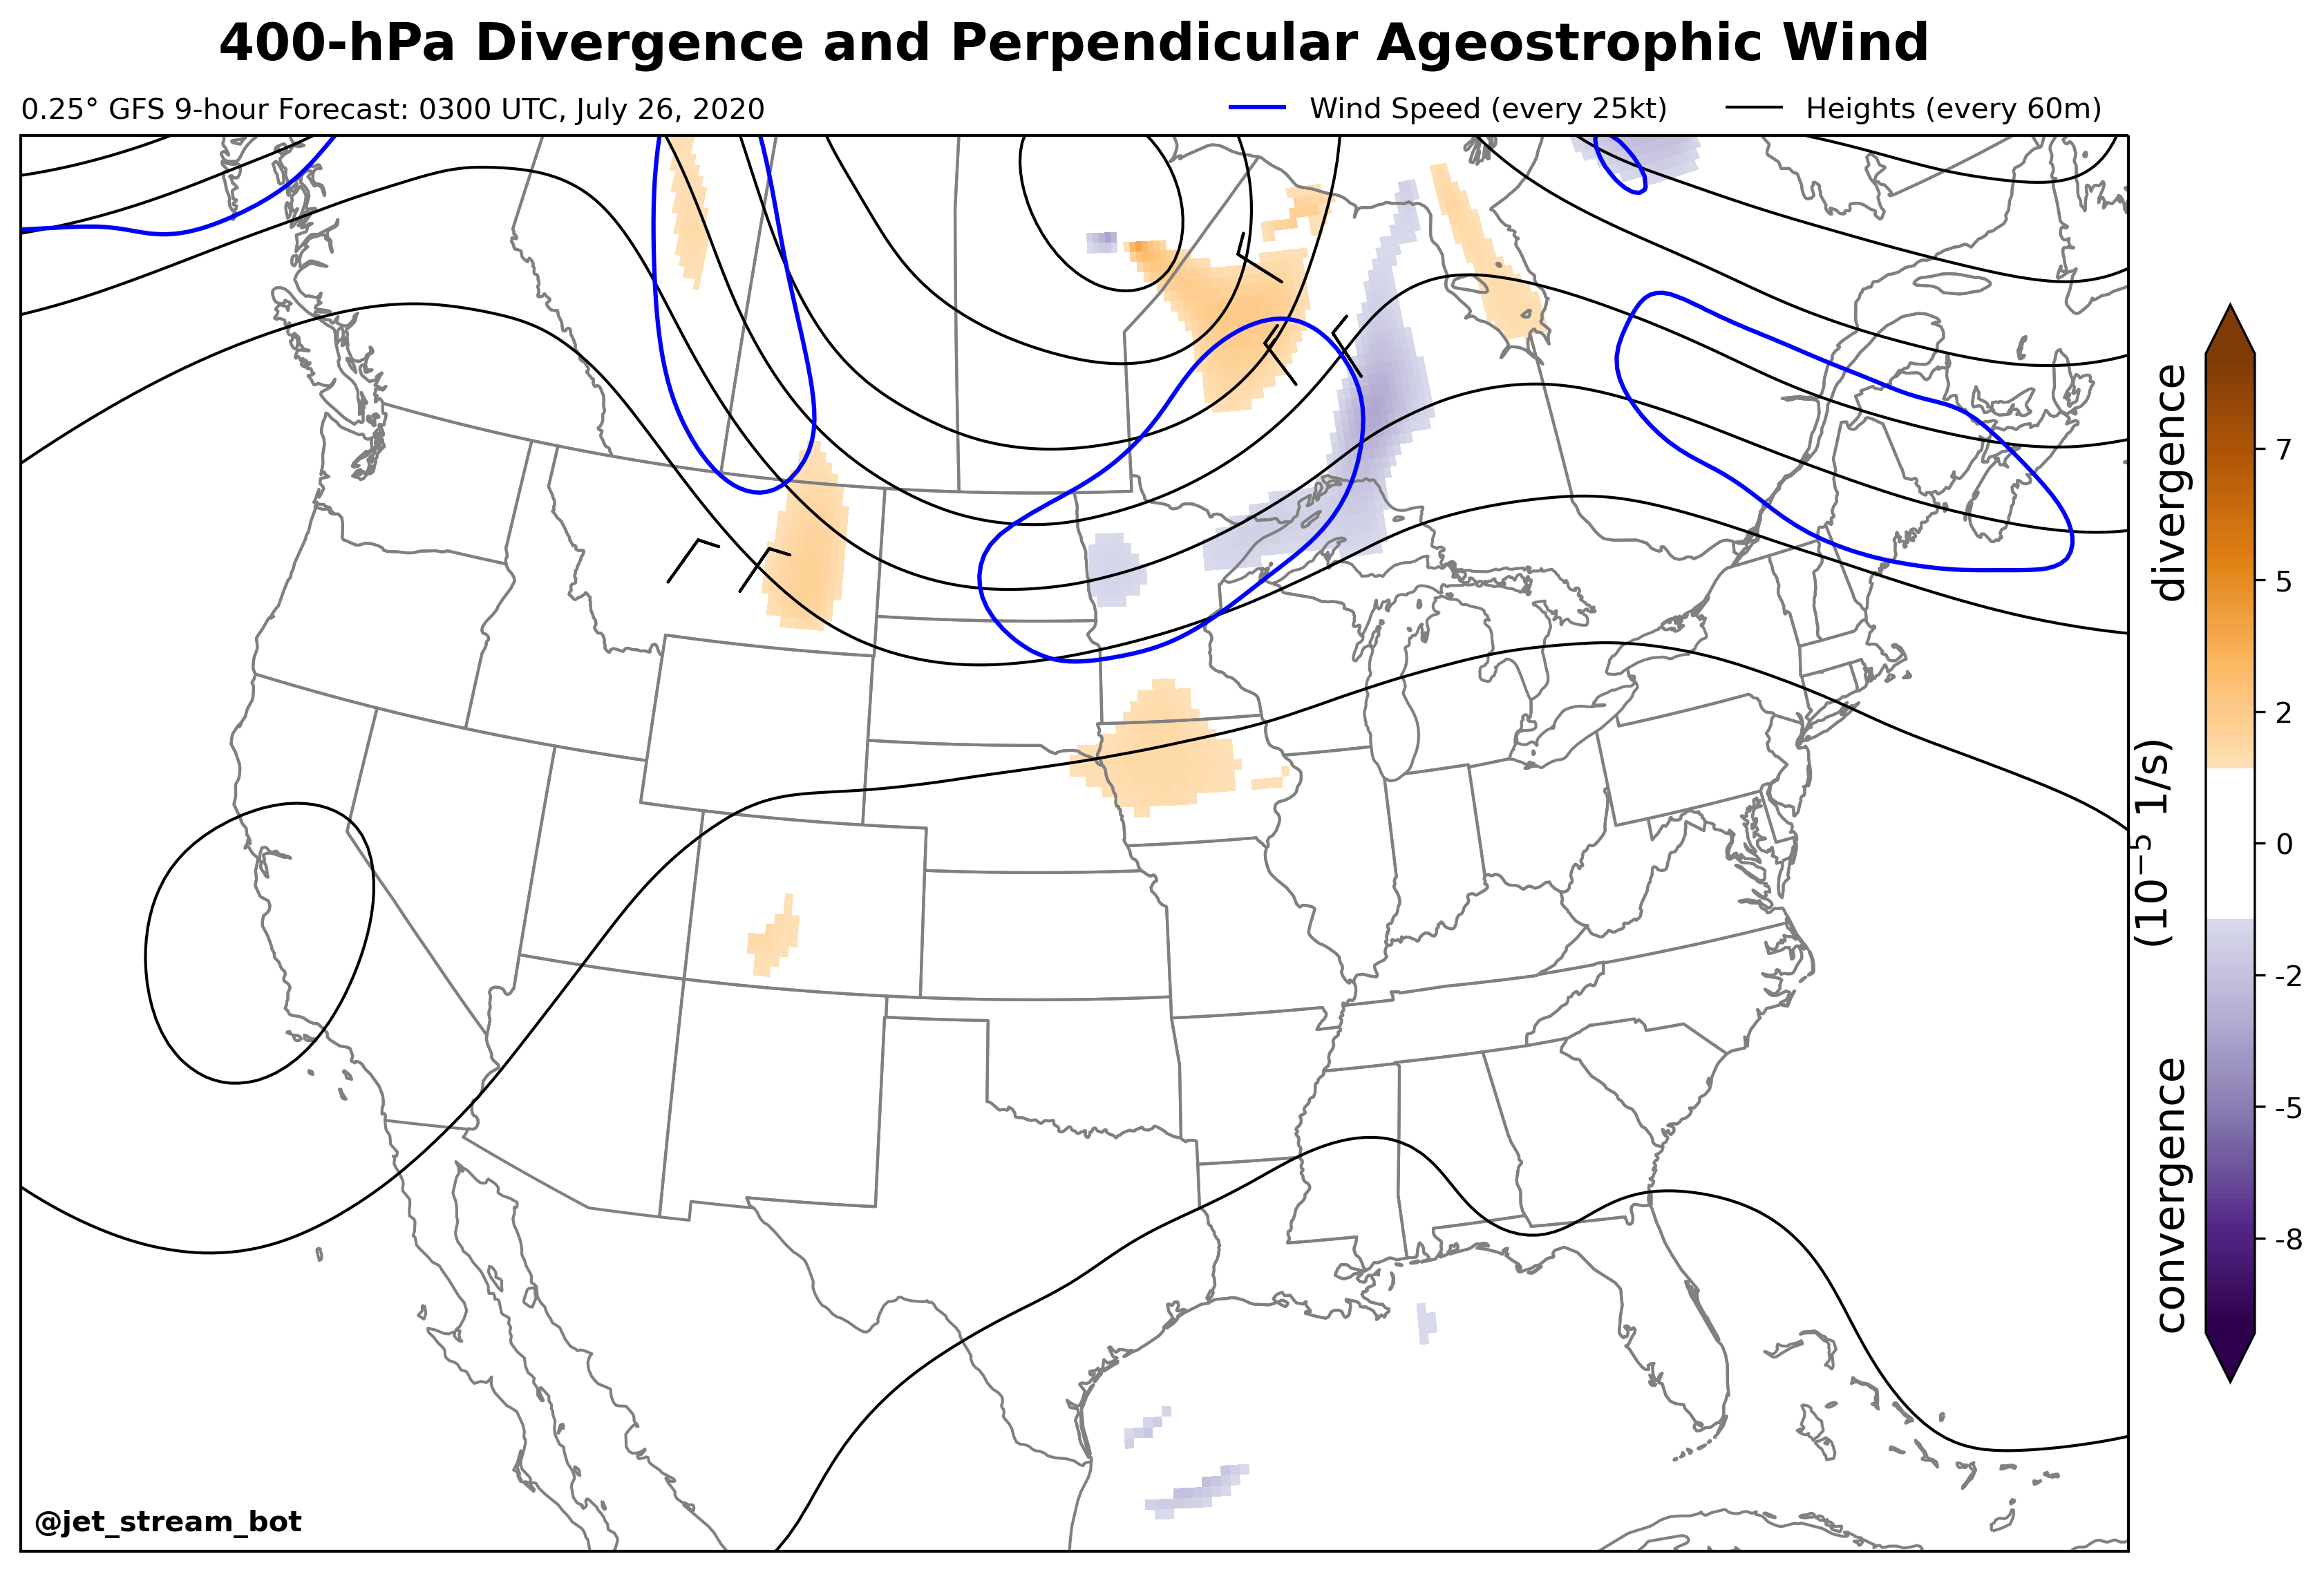 400-hPa Divergence and Perpendicular Ageostrophic Wind
0.25° GFS 9-hour Forecast: 0300 UTC, July 26, 2020
Wind Speed (every 25kt)
Heights (every 60m)
divergence
(10⁻⁵ 1/s)
convergence
7
5
2
0
-2
-5
-8
@jet_stream_bot